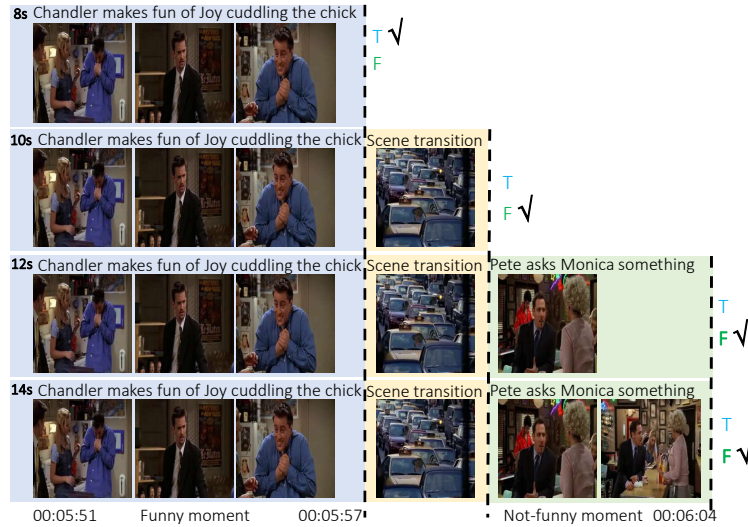 8s Chandler makes fun of Joy cuddling the chick
T √
F
10s Chandler makes fun of Joy cuddling the chick Scene transition
T
F √
12s Chandler makes fun of Joy cuddling the chick Scene transition Pete asks Monica something
T
F √
14s Chandler makes fun of Joy cuddling the chick Scene transition Pete asks Monica something
T
F √
00:05:51 Funny moment 00:05:57 Not-funny moment 00:06:04